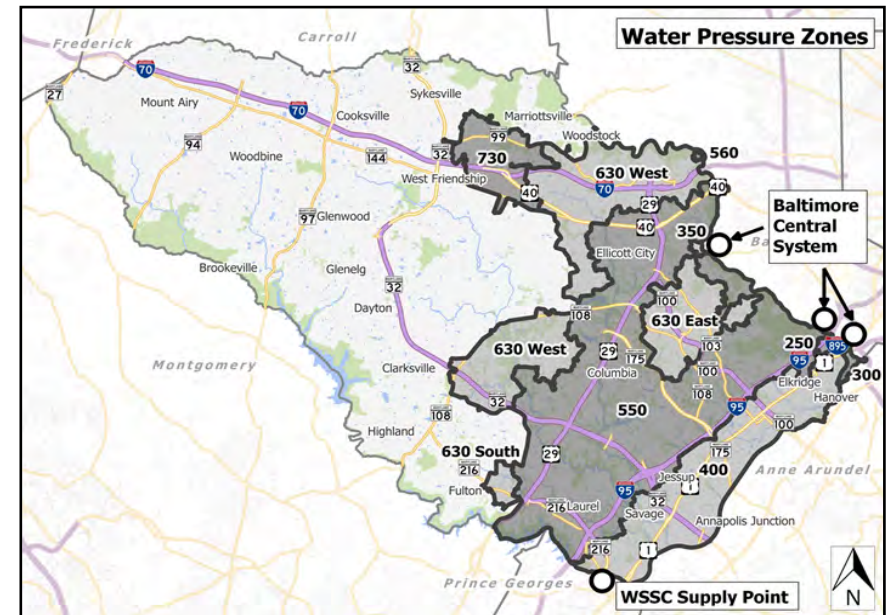 Water Pressure Zones
Frederick
Carroll
27
70
Mount Airy
70
32
Sykesville
Cooksville
Marriottsville
Woodstock
94
Woodbine
144
32
99
730
West Friendship
40
630 West
70
560
40
29
40
350
Baltimore
Central
System
Ba
97
Glenwood
Ellicott City
Brookeville
Glenelg
32
Dayton
108
100
630 East
630 West
29
175
103
250
95
895
1
300
Montgomery
Clarksville
Columbia
100
Elkridge
Hanover
32
108
95
108
550
100
Highland
630 South
29
175
400
216
Fulton
Jessup
1
Anne Arundel
95
32
216
Laurel
Savage
Annapolis Junction
216
1
Prince Georges
WSSC Supply Point
N